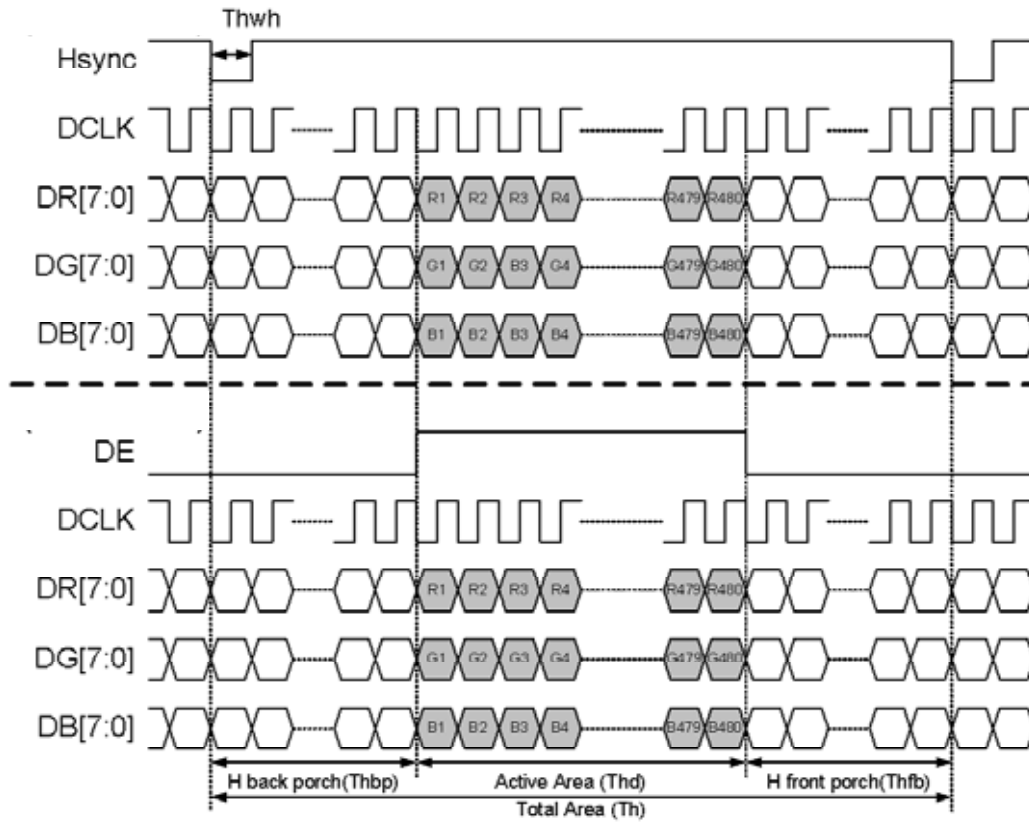 Thwh
Hsync
DCLK
DR[7:0] R1 R2 R3 R4 R479 R480
DG[7:0] G1 G2 B3 G4 G479 G480
DB[7:0] B1 B2 B3 B4 B479 B480
DE
DCLK
DR[7:0] R1 R2 R3 R4 R479 R480
DG[7:0] G1 G2 G3 G4 G479 G480
DB[7:0] B1 B2 B3 B4 B479 B480
H back porch(Thbp) Active Area (Thd) H front porch(Thfb)
Total Area (Th)